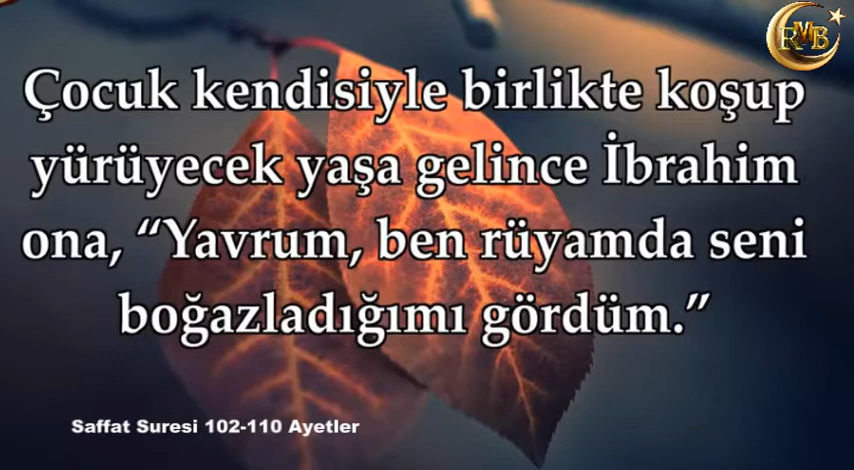 RMB
Çocuk kendisiyle birlikte koşup
yürüyecek yaşa gelince İbrahim
ona, “Yavrum, ben rüyamda seni
boğazladığımı gördüm.”
Saffat Suresi 102-110 Ayetler